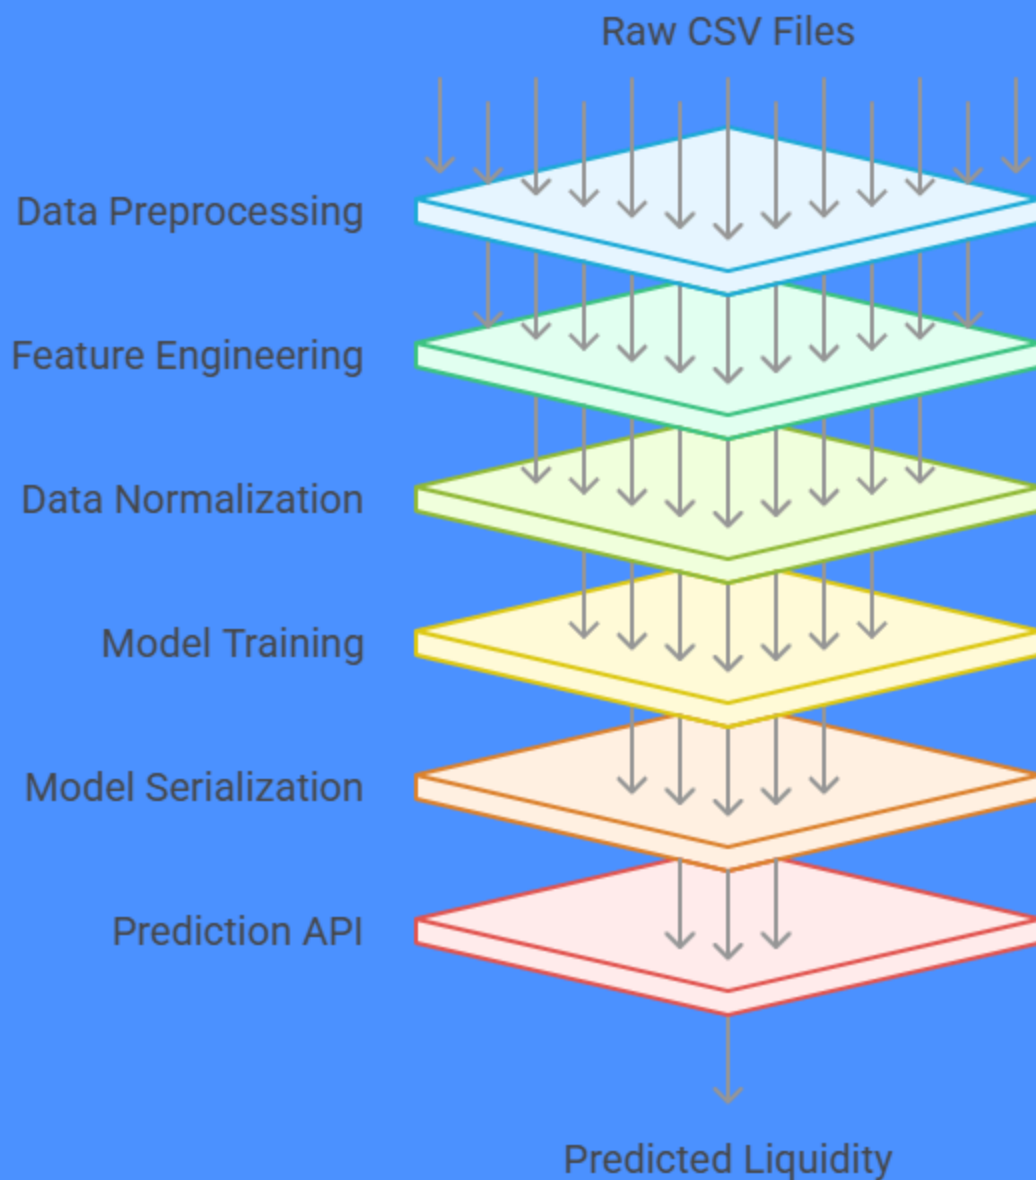 Raw CSV Files
Data Preprocessing
Feature Engineering
Data Normalization
Model Training
Model Serialization
Prediction API
Predicted Liquidity